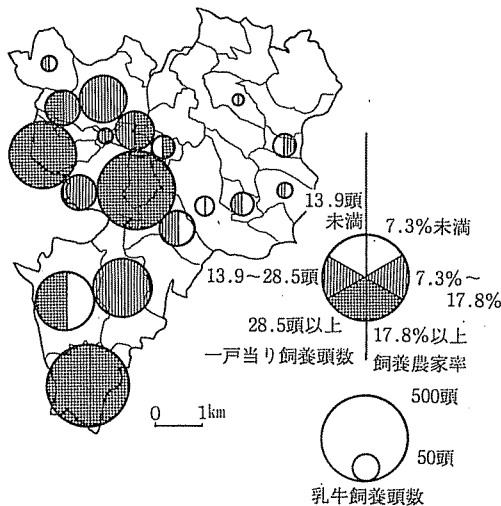 13.9頭
未満
7.3%未満
13.9〜28.5頭
7.3%〜
17.8%
28.5頭以上
17.8%以上
一戸当り飼養頭数
飼養農家率
0 1km
500頭
50頭
乳牛飼養頭数